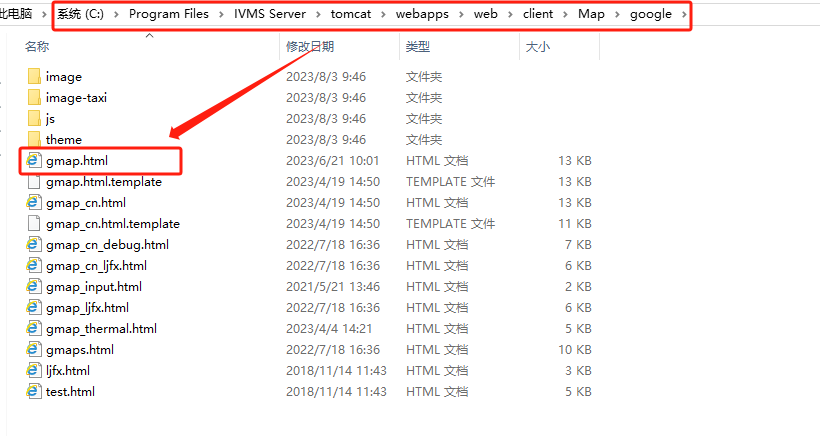 此电脑 > 系统 (C:) > Program Files > IVMS Server > tomcat > webapps > web > client > Map > google >
名称 修改日期 类型 大小
image 2023/8/3 9:46 文件夹
image-taxi 2023/8/3 9:46 文件夹
js 2023/8/3 9:46 文件夹
theme 2023/8/3 9:46 文件夹
gmap.html 2023/6/21 10:01 HTML 文档 13 KB
gmap.html.template 2023/4/19 14:50 TEMPLATE 文件 13 KB
gmap_cn.html 2023/4/19 14:50 HTML 文档 13 KB
gmap_cn.html.template 2023/4/19 14:50 TEMPLATE 文件 11 KB
gmap_cn_debug.html 2022/7/18 16:36 HTML 文档 7 KB
gmap_cn_ljfx.html 2022/7/18 16:36 HTML 文档 6 KB
gmap_input.html 2021/5/21 13:46 HTML 文档 2 KB
gmap_ljfx.html 2022/7/18 16:36 HTML 文档 6 KB
gmap_thermal.html 2023/4/4 14:21 HTML 文档 5 KB
gmaps.html 2022/7/18 16:36 HTML 文档 10 KB
ljfx.html 2018/11/14 11:43 HTML 文档 3 KB
test.html 2018/11/14 11:43 HTML 文档 5 KB